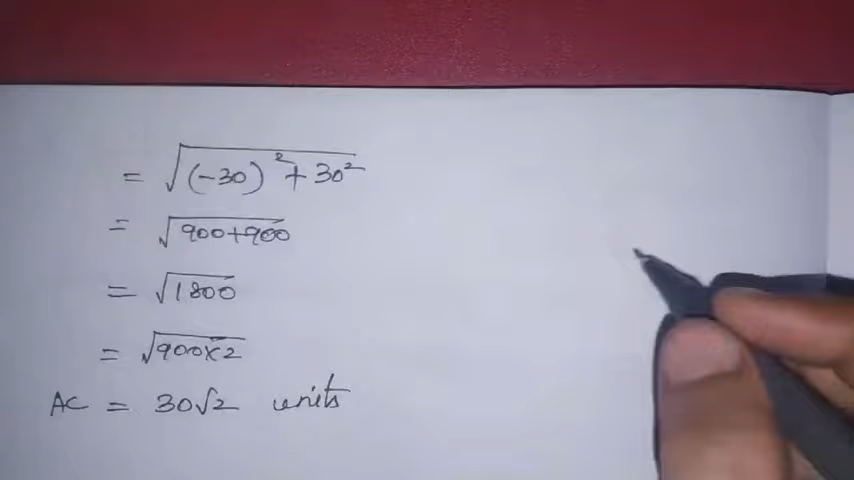 = √(-30)² + 30²
= √900+900
= √1800
= √900×2
AC = 30√2 units